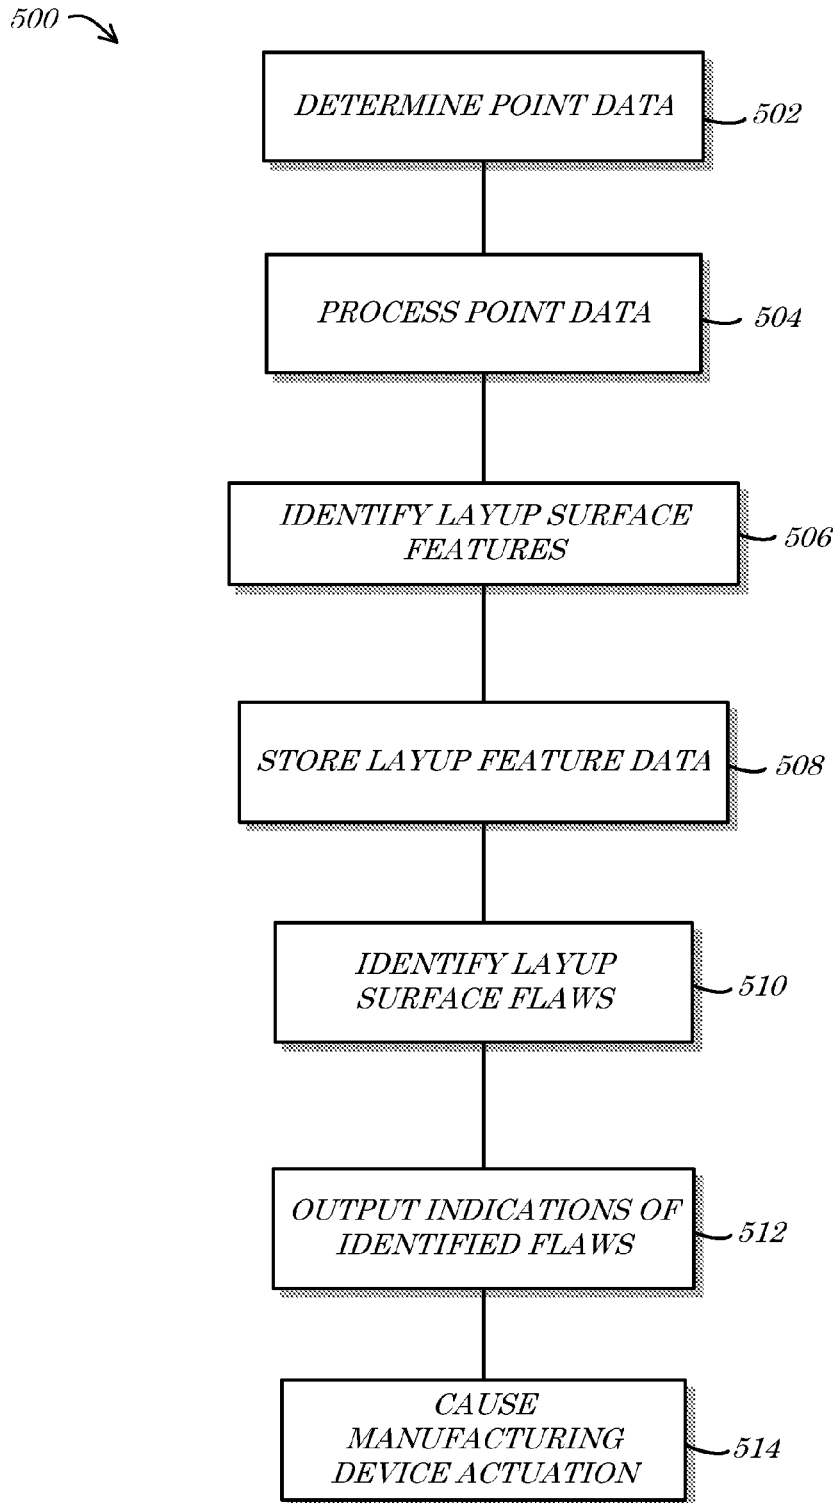 500
DETERMINE POINT DATA
502
PROCESS POINT DATA
504
IDENTIFY LAYUP SURFACE
FEATURES
506
STORE LAYUP FEATURE DATA
508
IDENTIFY LAYUP
SURFACE FLAWS
510
OUTPUT INDICATIONS OF
IDENTIFIED FLAWS
512
CAUSE
MANUFACTURING
DEVICE ACTUATION
514